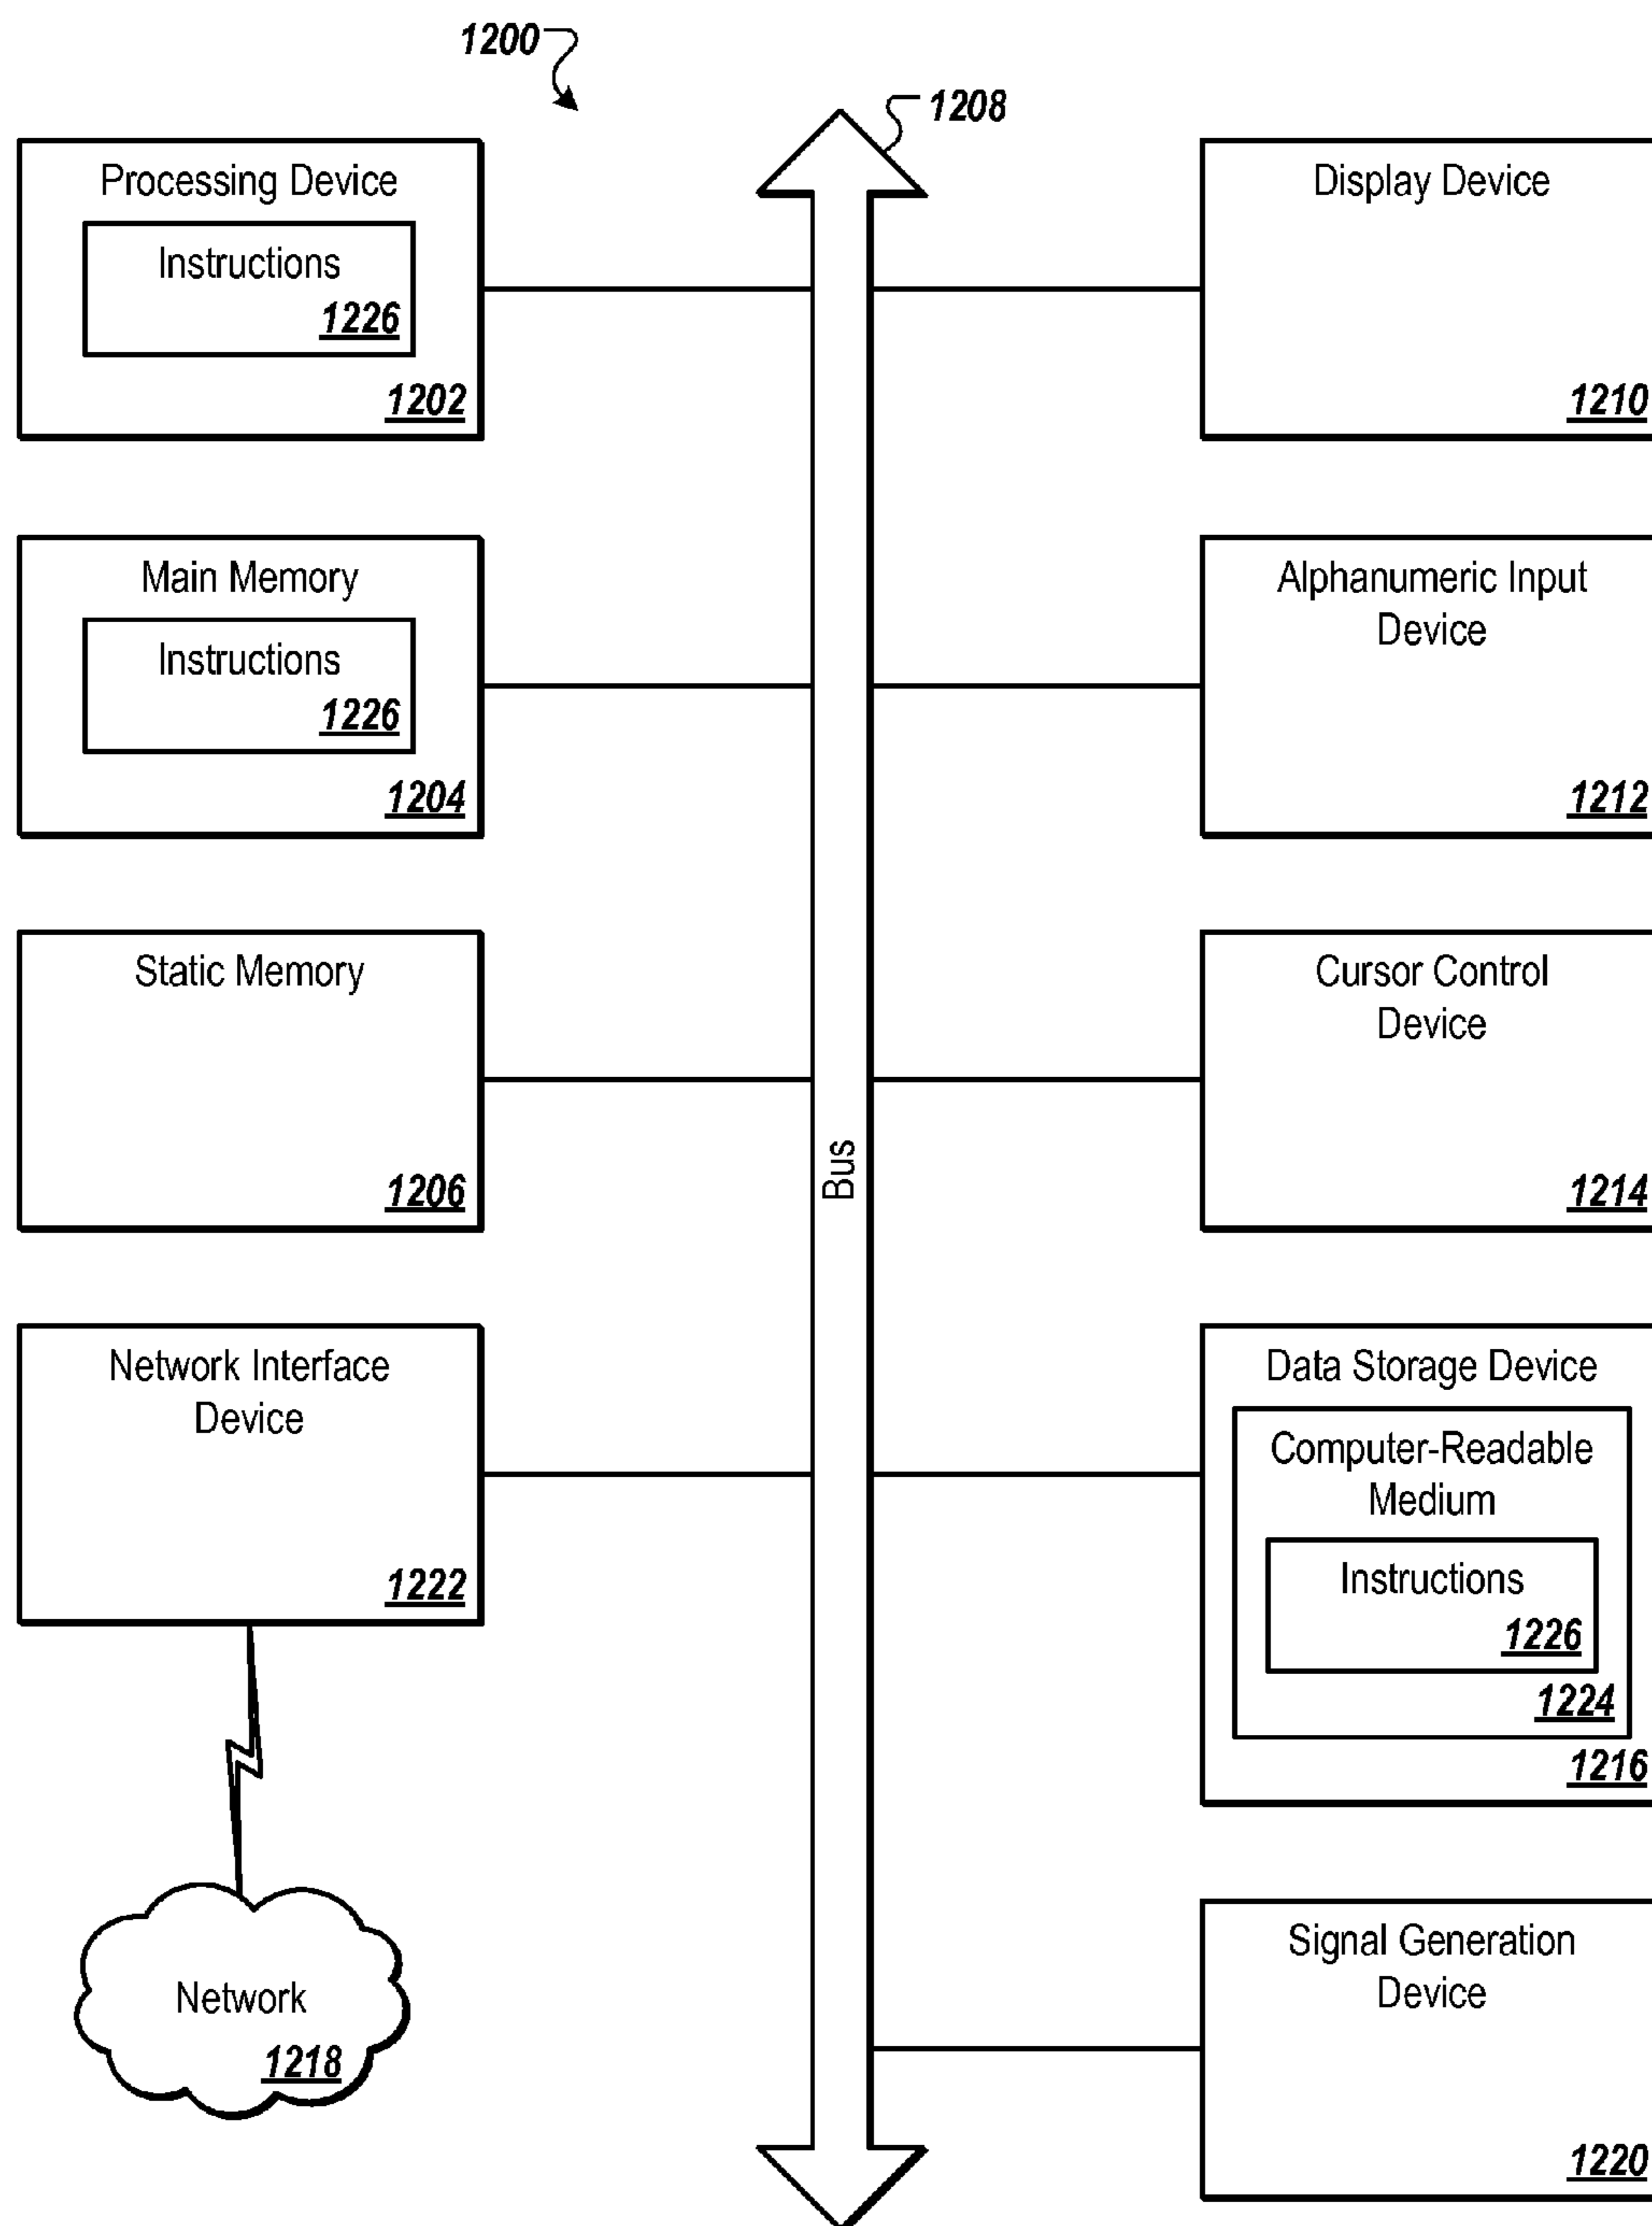 1200
1208
Processing Device
Instructions
1226
1202
Main Memory
Instructions
1226
1204
Static Memory
1206
Network Interface
Device
1222
Network
1218
Bus
Display Device
1210
Alphanumeric Input
Device
1212
Cursor Control
Device
1214
Data Storage Device
Computer-Readable
Medium
Instructions
1226
1224
1216
Signal Generation
Device
1220